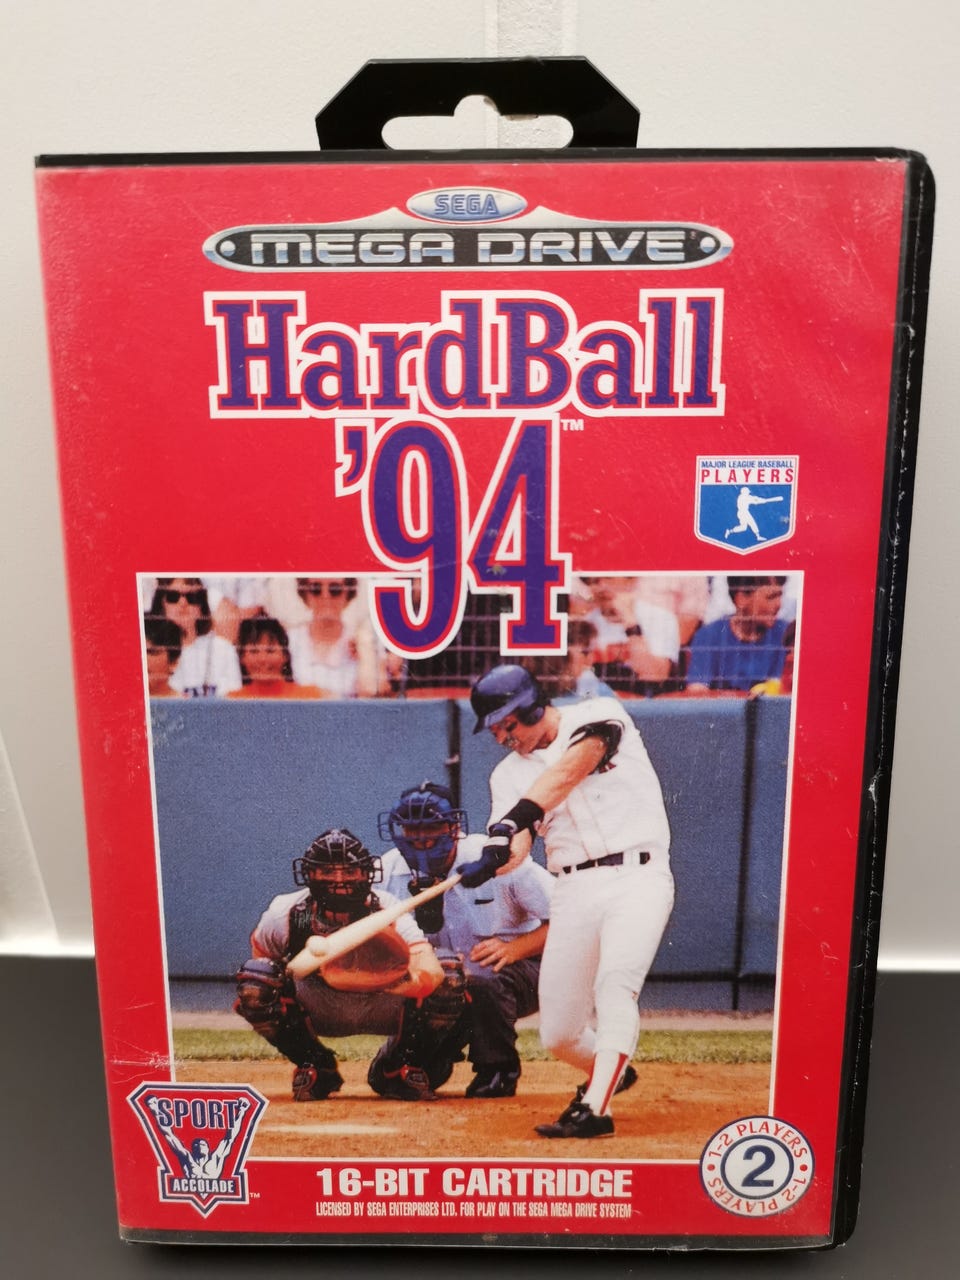 SEGA
MEGA DRIVE
HardBall
'94™
MAJOR LEAGUE BASEBALL
PLAYERS
SPORT
ACCOLADE™
16-BIT CARTRIDGE
LICENSED BY SEGA ENTERPRISES LTD. FOR PLAY ON THE SEGA MEGA DRIVE SYSTEM
1-2 PLAYERS • 1-2 PLAYERS •
2